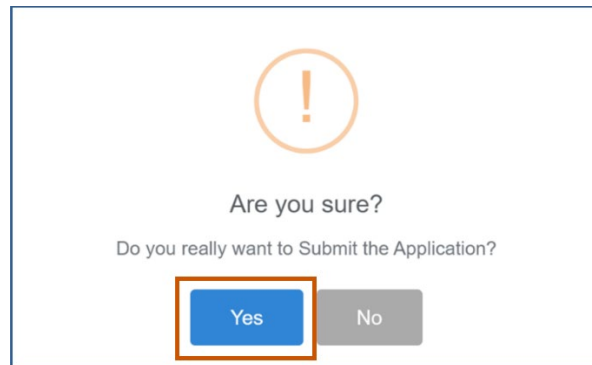 !
Are you sure?
Do you really want to Submit the Application?
Yes No